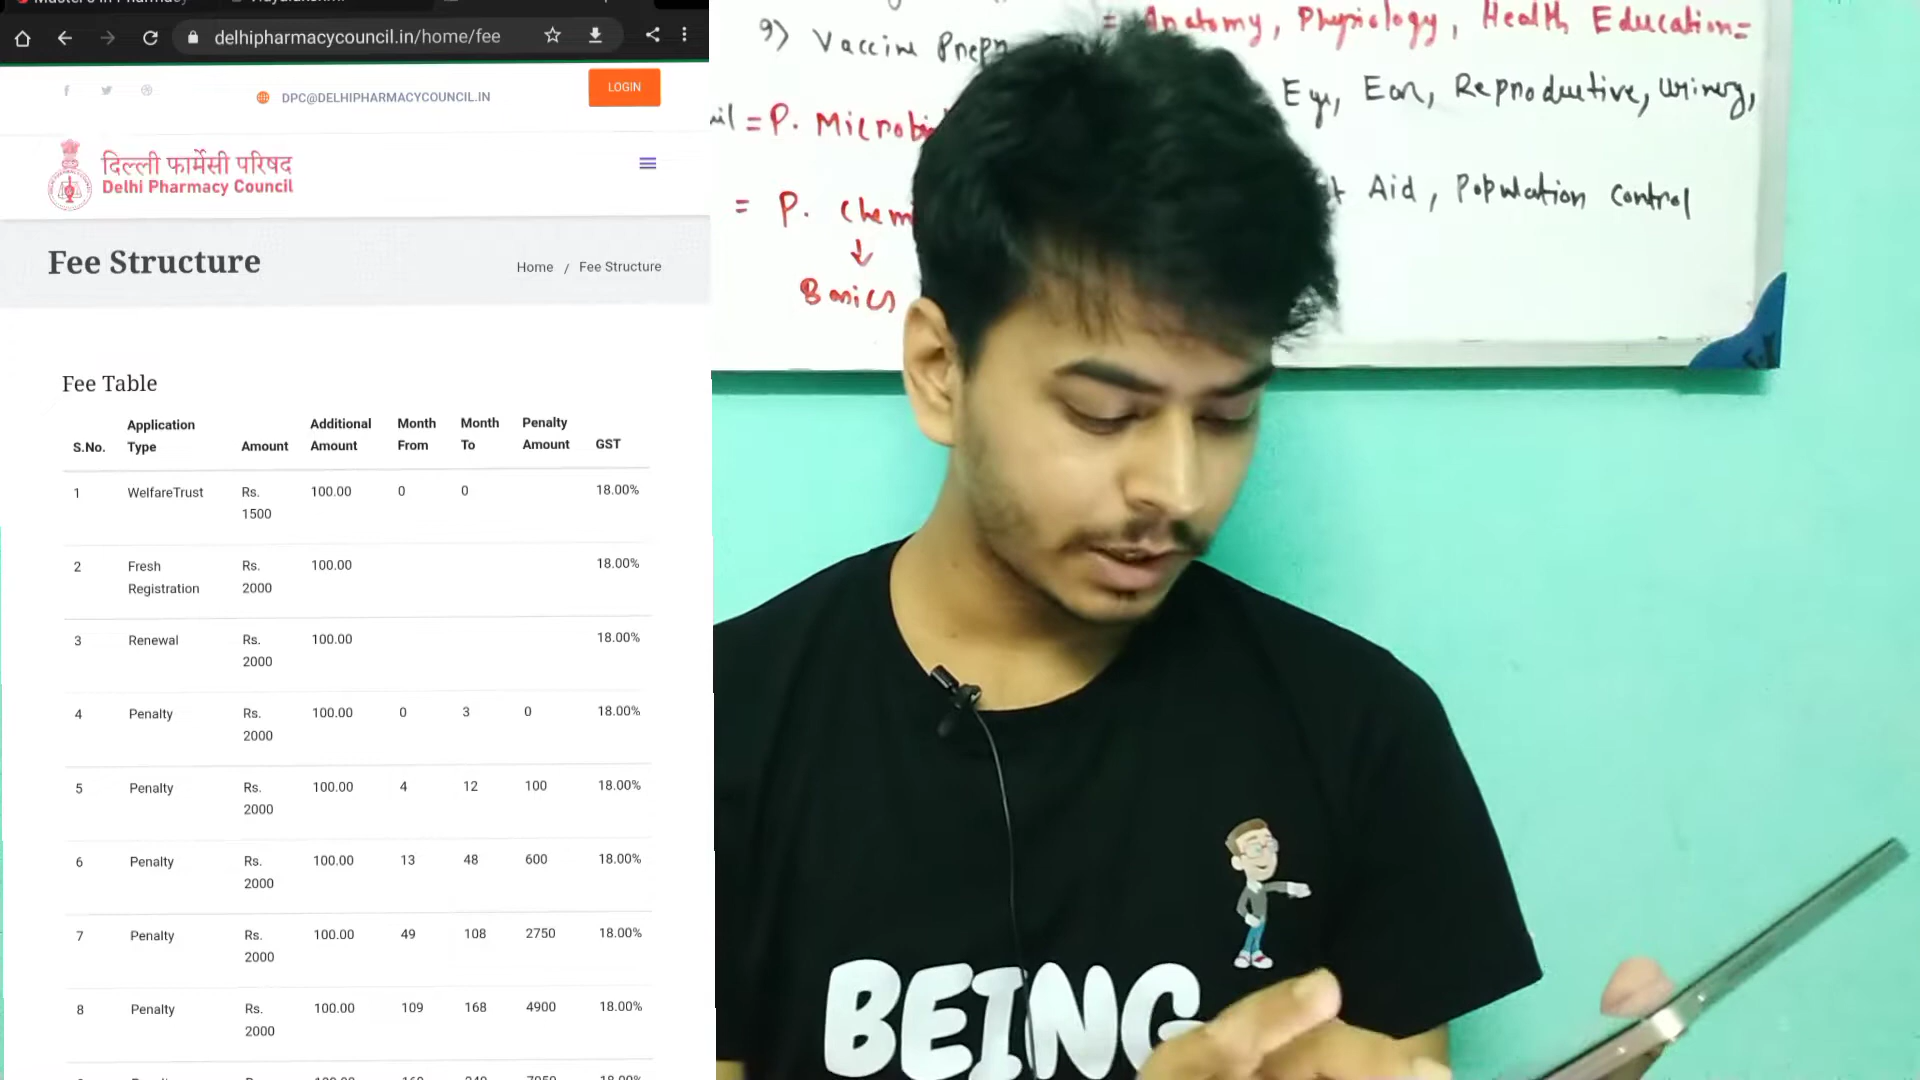 delhipharmacycouncil.in/home/fee
DPC@DELHIPHARMACYCOUNCIL.IN
LOGIN
दिल्ली फार्मेसी परिषद
Delhi Pharmacy Council
Fee Structure
Home / Fee Structure
Fee Table
S.No. Application Type Amount Additional Amount Month From Month To Penalty Amount GST
1 WelfareTrust Rs. 1500 100.00 0 0 18.00%
2 Fresh Registration Rs. 2000 100.00 18.00%
3 Renewal Rs. 2000 100.00 18.00%
4 Penalty Rs. 2000 100.00 0 3 0 18.00%
5 Penalty Rs. 2000 100.00 4 12 100 18.00%
6 Penalty Rs. 2000 100.00 13 48 600 18.00%
7 Penalty Rs. 2000 100.00 49 108 2750 18.00%
8 Penalty Rs. 2000 100.00 109 168 4900 18.00%
9) Vaccine Prepn
= P. Microbi
= P. Chem
↓
Basics
= Anatomy, Physiology, Health Education=
Eye, Ear, Reproductive, Urinary,
Aid, Population Control
BEING